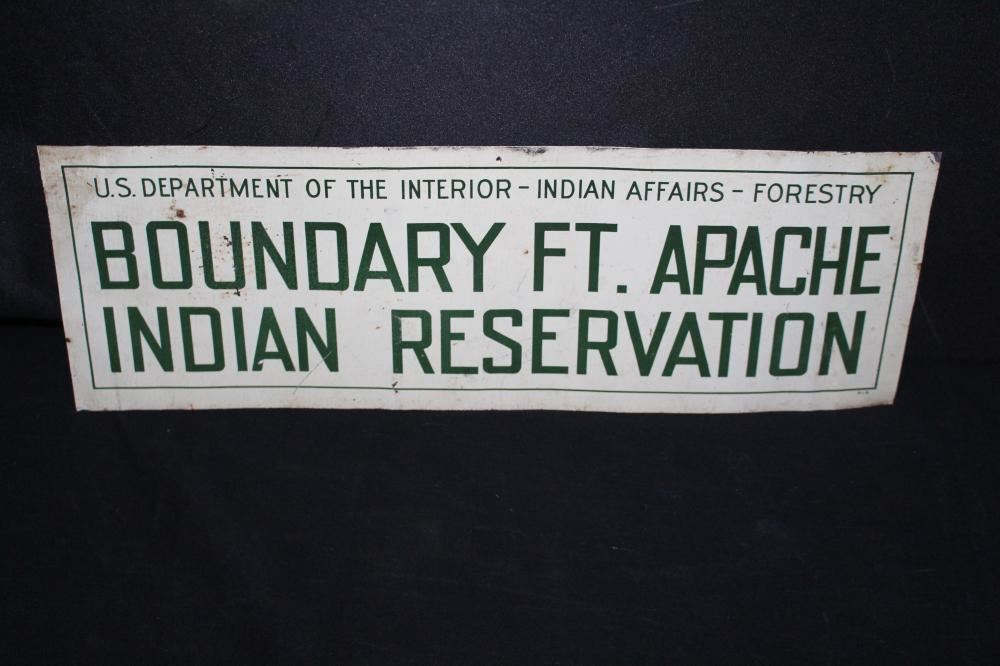 U.S. DEPARTMENT OF THE INTERIOR - INDIAN AFFAIRS - FORESTRY
BOUNDARY FT. APACHE
INDIAN RESERVATION